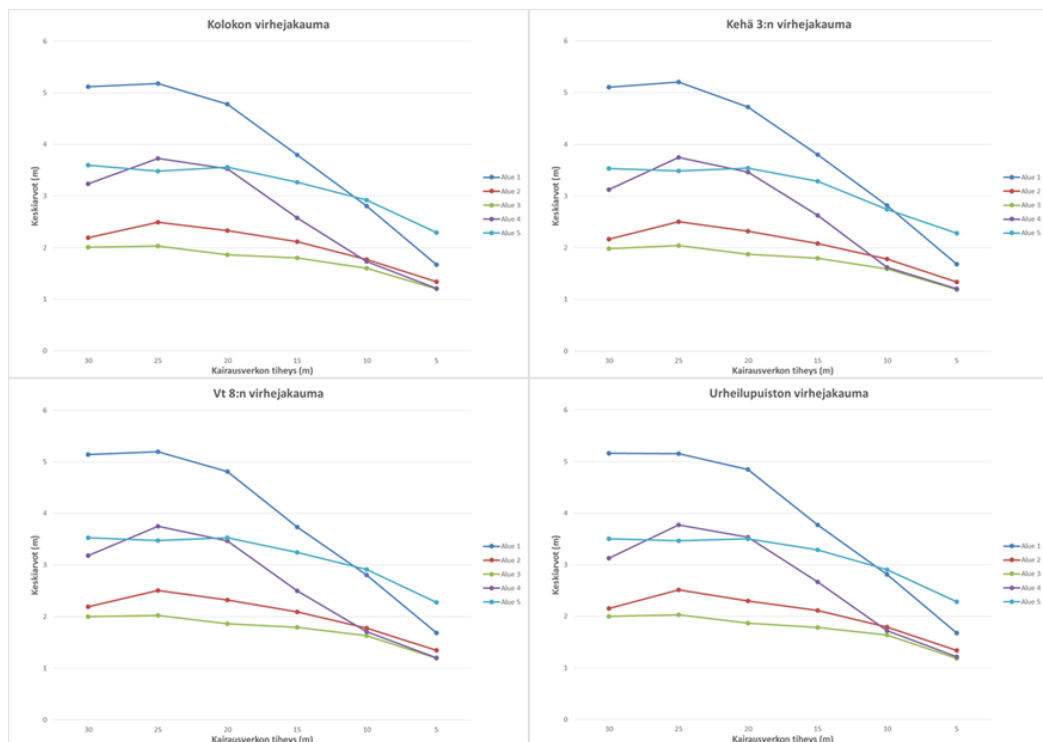 Kolokon virhejakauma
6
5
4
3
2
1
0
Keskiarvot (m)
30 25 20 15 10 5
Kairausverkon tiheys (m)
Alue 1
Alue 2
Alue 3
Alue 4
Alue 5
Kehä 3:n virhejakauma
6
5
4
3
2
1
0
Keskiarvot (m)
30 25 20 15 10 5
Kairausverkon tiheys (m)
Alue 1
Alue 2
Alue 3
Alue 4
Alue 5
Vt 8:n virhejakauma
6
5
4
3
2
1
0
Keskiarvot (m)
30 25 20 15 10 5
Kairausverkon tiheys (m)
Alue 1
Alue 2
Alue 3
Alue 4
Alue 5
Urheilupuiston virhejakauma
6
5
4
3
2
1
0
Keskiarvot (m)
30 25 20 15 10 5
Kairausverkon tiheys (m)
Alue 1
Alue 2
Alue 3
Alue 4
Alue 5